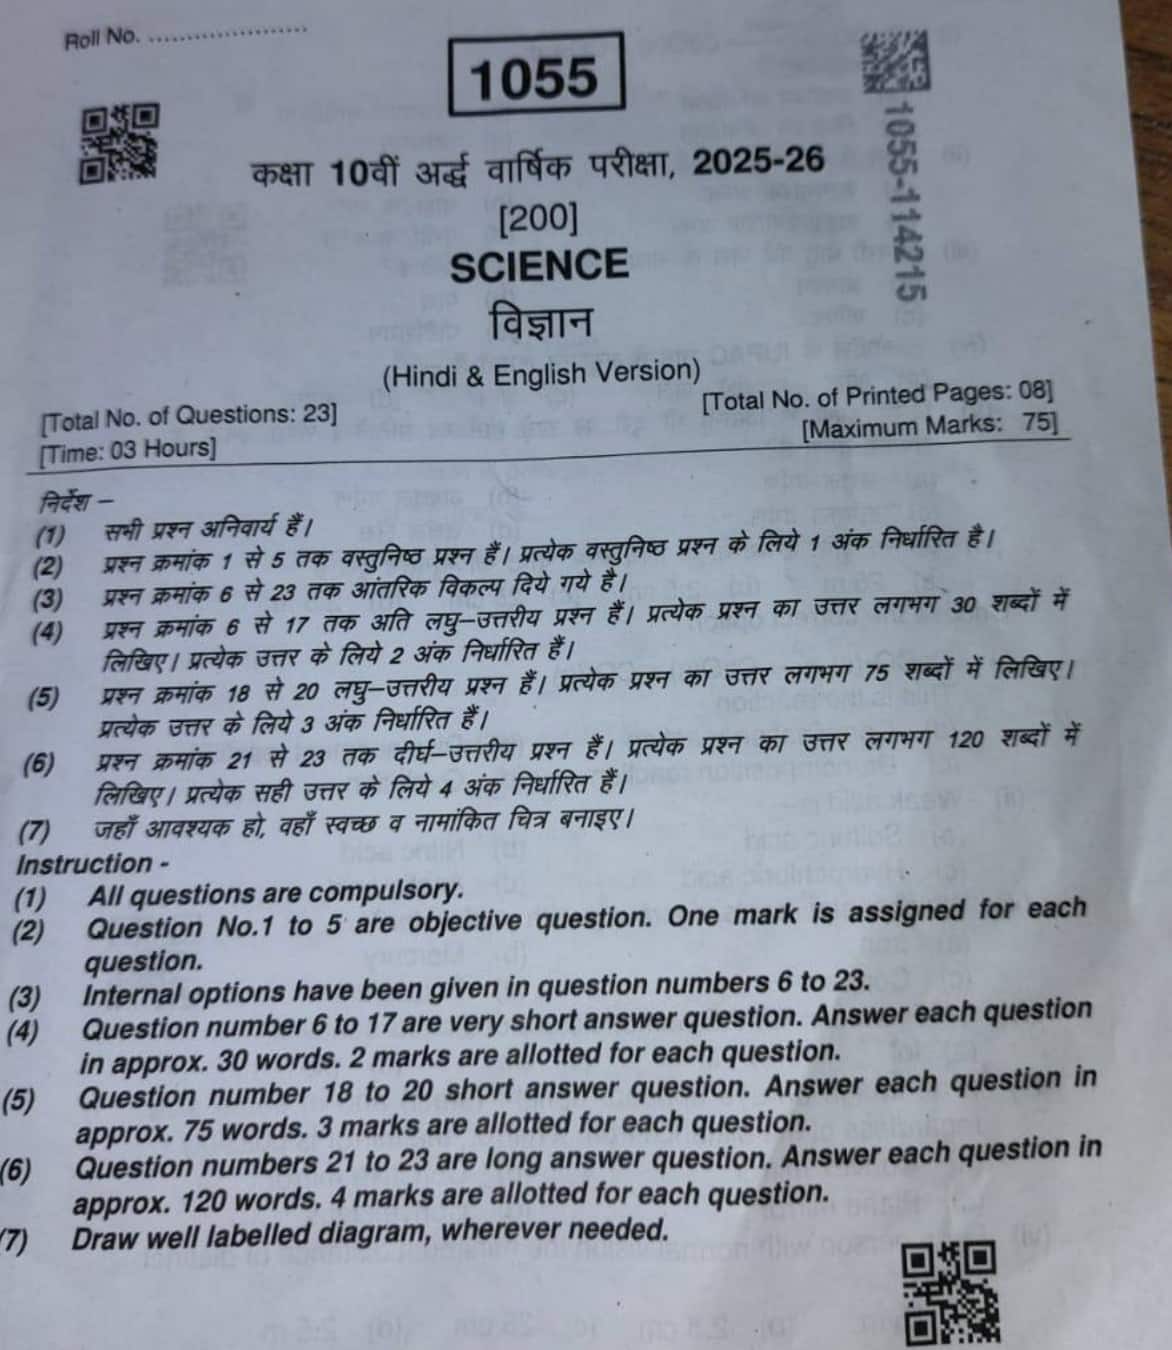 Roll No. ........................
1055
1055-114215
कक्षा 10वीं अर्द्ध वार्षिक परीक्षा, 2025-26
[200]
SCIENCE
विज्ञान
(Hindi & English Version)
[Total No. of Questions: 23]
[Total No. of Printed Pages: 08]
[Time: 03 Hours]
[Maximum Marks: 75]
निर्देश –
(1) सभी प्रश्न अनिवार्य हैं।
(2) प्रश्न क्रमांक 1 से 5 तक वस्तुनिष्ठ प्रश्न हैं। प्रत्येक वस्तुनिष्ठ प्रश्न के लिये 1 अंक निर्धारित है।
(3) प्रश्न क्रमांक 6 से 23 तक आंतरिक विकल्प दिये गये है।
(4) प्रश्न क्रमांक 6 से 17 तक अति लघु–उत्तरीय प्रश्न हैं। प्रत्येक प्रश्न का उत्तर लगभग 30 शब्दों में
लिखिए। प्रत्येक उत्तर के लिये 2 अंक निर्धारित हैं।
(5) प्रश्न क्रमांक 18 से 20 लघु–उत्तरीय प्रश्न हैं। प्रत्येक प्रश्न का उत्तर लगभग 75 शब्दों में लिखिए।
प्रत्येक उत्तर के लिये 3 अंक निर्धारित हैं।
(6) प्रश्न क्रमांक 21 से 23 तक दीर्घ–उत्तरीय प्रश्न हैं। प्रत्येक प्रश्न का उत्तर लगभग 120 शब्दों में
लिखिए। प्रत्येक सही उत्तर के लिये 4 अंक निर्धारित हैं।
(7) जहाँ आवश्यक हो, वहाँ स्वच्छ व नामांकित चित्र बनाइए।
Instruction -
(1) All questions are compulsory.
(2) Question No.1 to 5 are objective question. One mark is assigned for each
question.
(3) Internal options have been given in question numbers 6 to 23.
(4) Question number 6 to 17 are very short answer question. Answer each question
in approx. 30 words. 2 marks are allotted for each question.
(5) Question number 18 to 20 short answer question. Answer each question in
approx. 75 words. 3 marks are allotted for each question.
(6) Question numbers 21 to 23 are long answer question. Answer each question in
approx. 120 words. 4 marks are allotted for each question.
(7) Draw well labelled diagram, wherever needed.